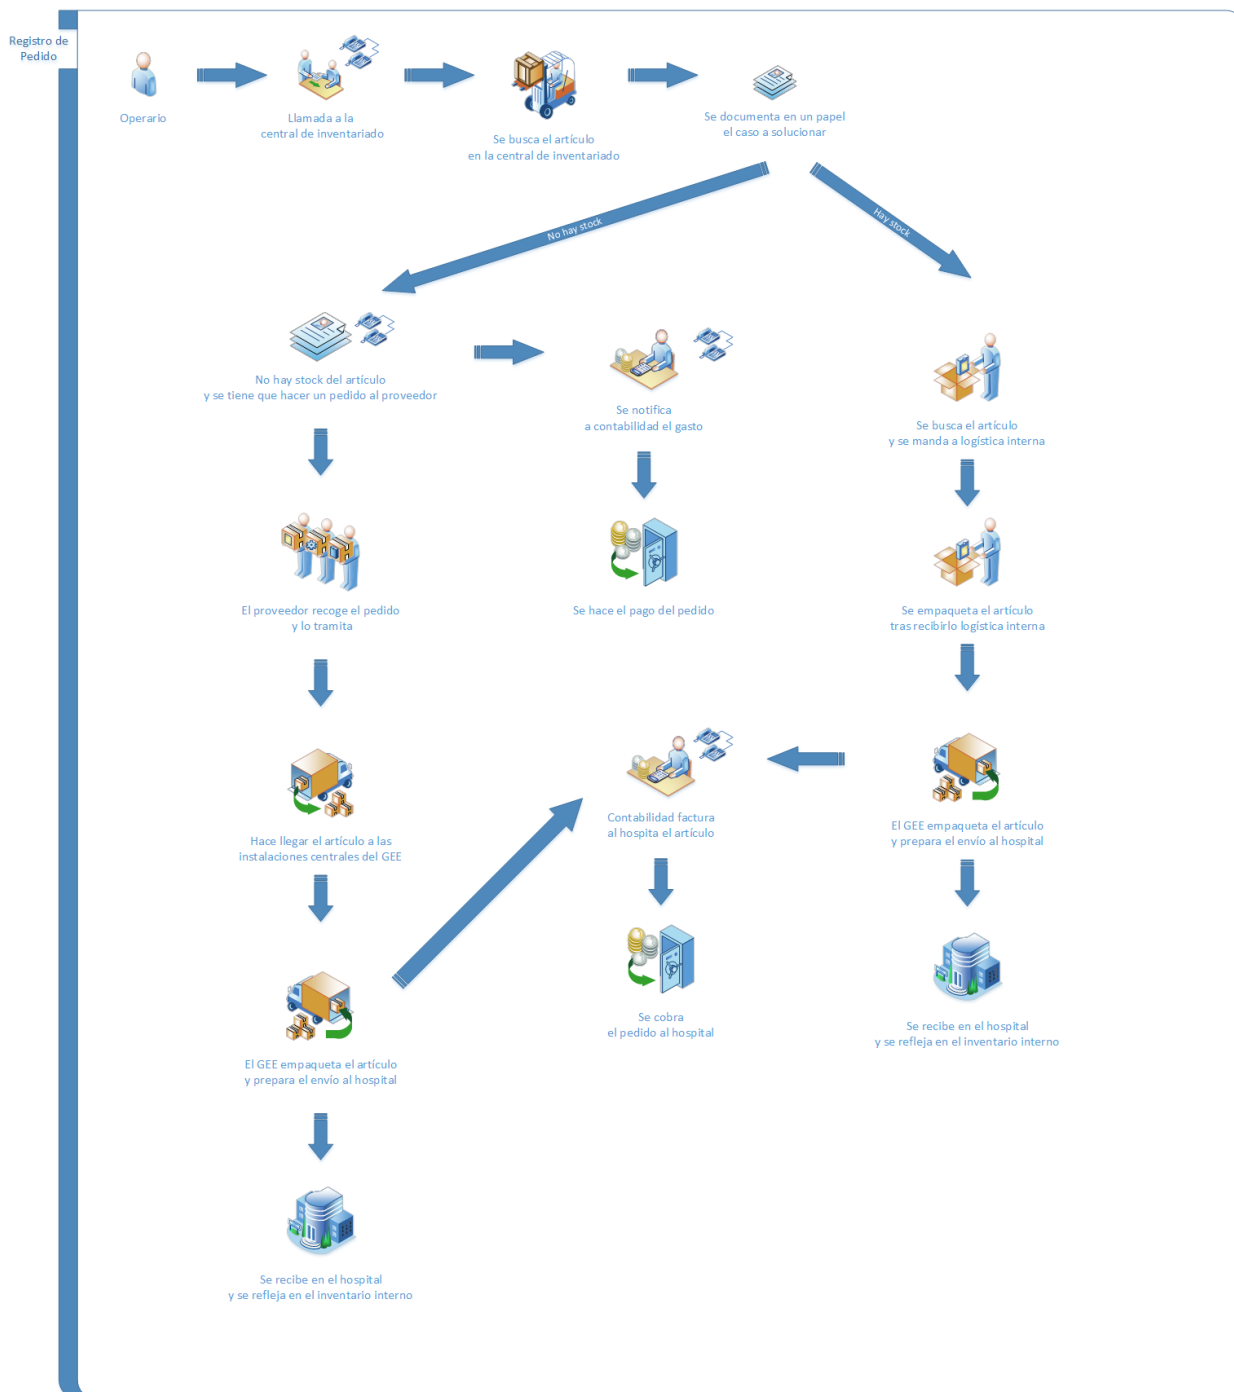 Registro de
Pedido
Operario
Llamada a la
central de inventariado
Se busca el artículo
en la central de inventariado
Se documenta en un papel
el caso a solucionar
No hay stock
Hay stock
No hay stock del artículo
y se tiene que hacer un pedido al proveedor
Se notifica
a contabilidad el gasto
Se busca el artículo
y se manda a logística interna
El proveedor recoge el pedido
y lo tramita
Se hace el pago del pedido
Se empaqueta el artículo
tras recibirlo logística interna
Hace llegar el artículo a las
instalaciones centrales del GEE
Contabilidad factura
al hospita el artículo
El GEE empaqueta el artículo
y prepara el envío al hospital
El GEE empaqueta el artículo
y prepara el envío al hospital
Se cobra
el pedido al hospital
Se recibe en el hospital
y se refleja en el inventario interno
Se recibe en el hospital
y se refleja en el inventario interno